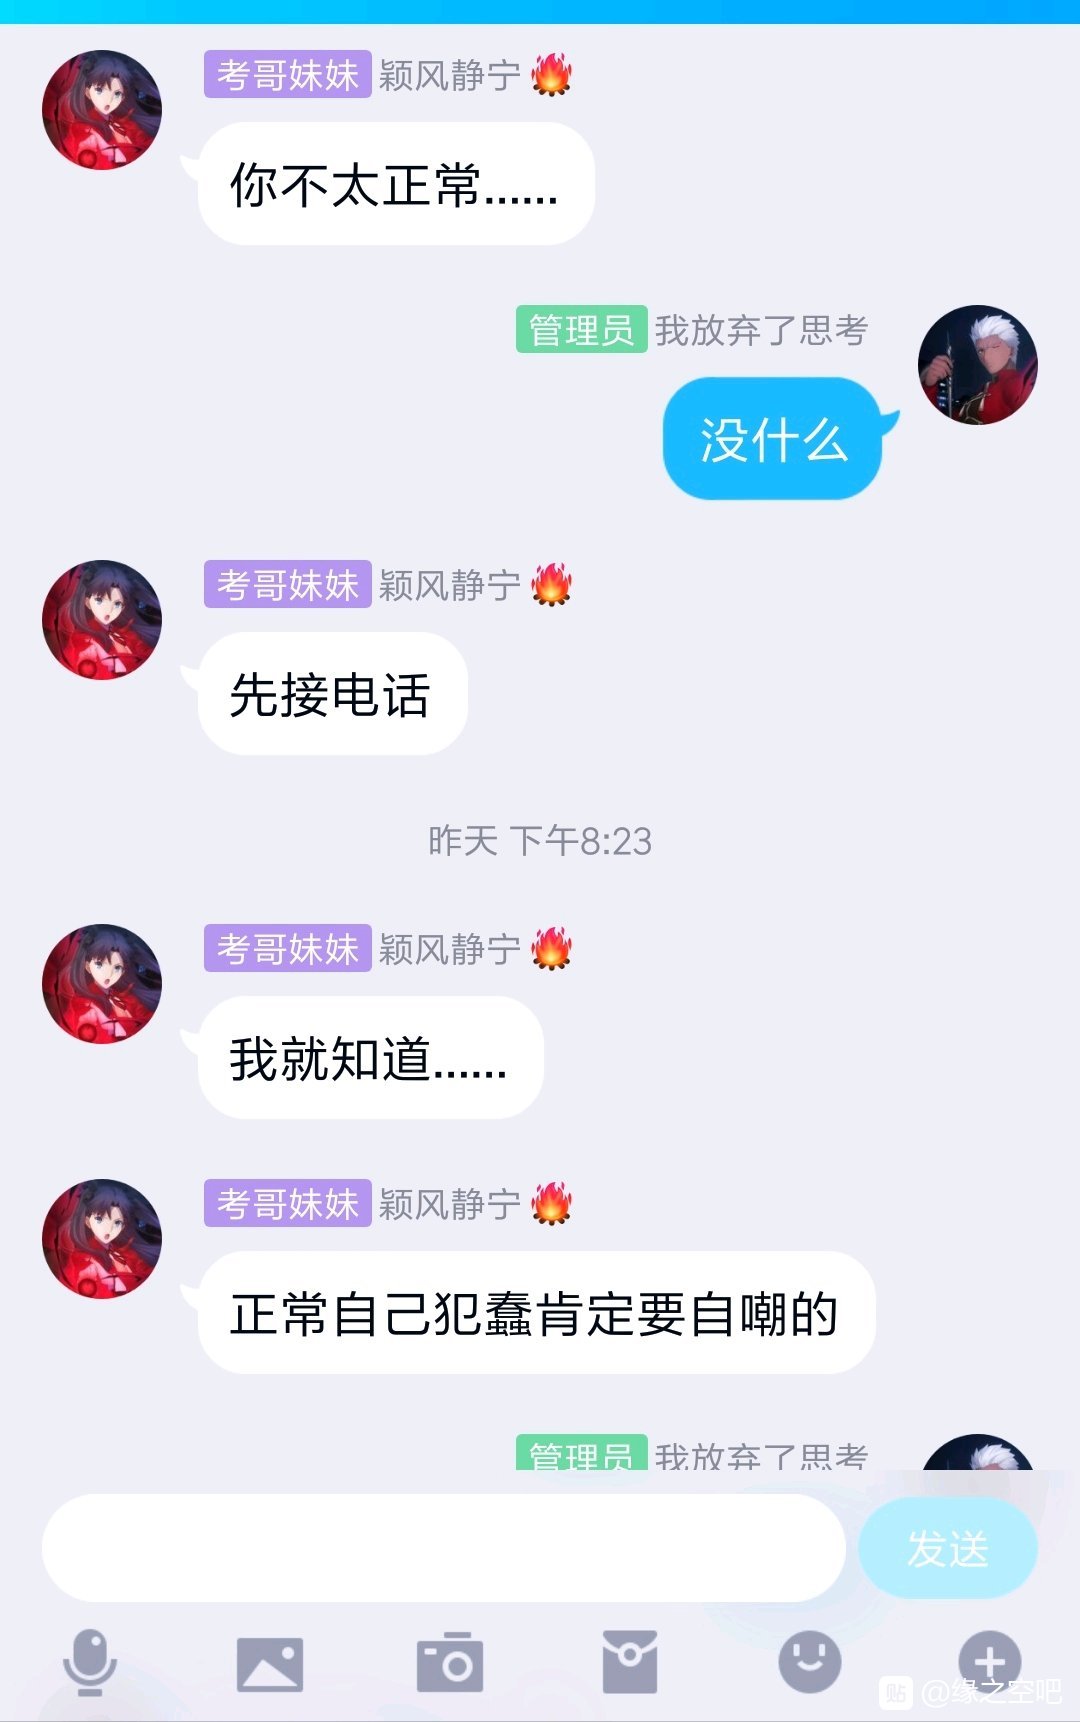 考哥妹妹 颖风静宁🔥
你不太正常......
管理员 我放弃了思考
没什么
考哥妹妹 颖风静宁🔥
先接电话
昨天 下午8:23
考哥妹妹 颖风静宁🔥
我就知道......
考哥妹妹 颖风静宁🔥
正常自己犯蠢肯定要自嘲的
管理员 我放弃了思考
发送
贴 @缘之空吧